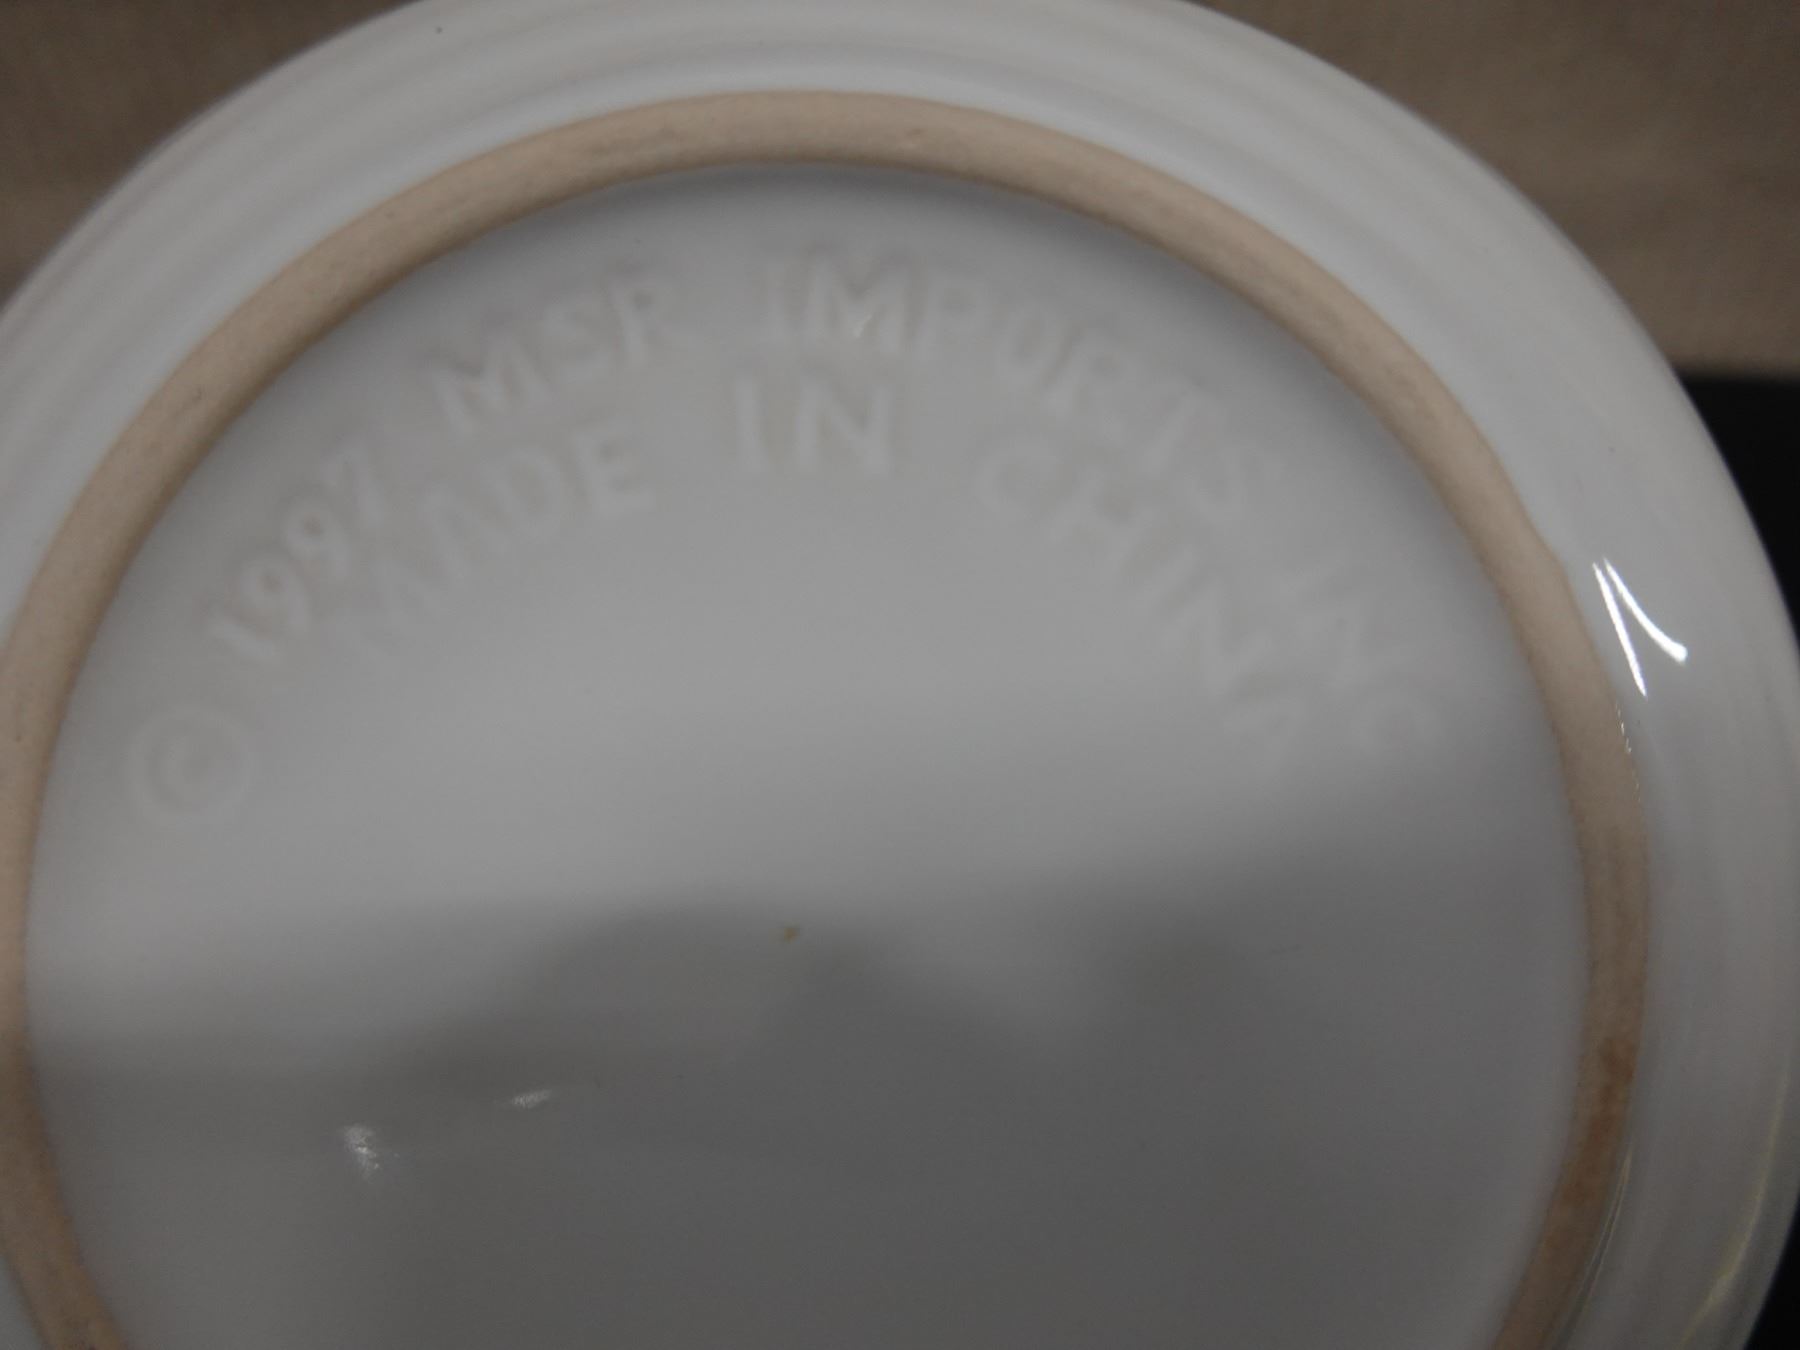 © 1997 MSR IMPORTS INC
MADE IN CHINA